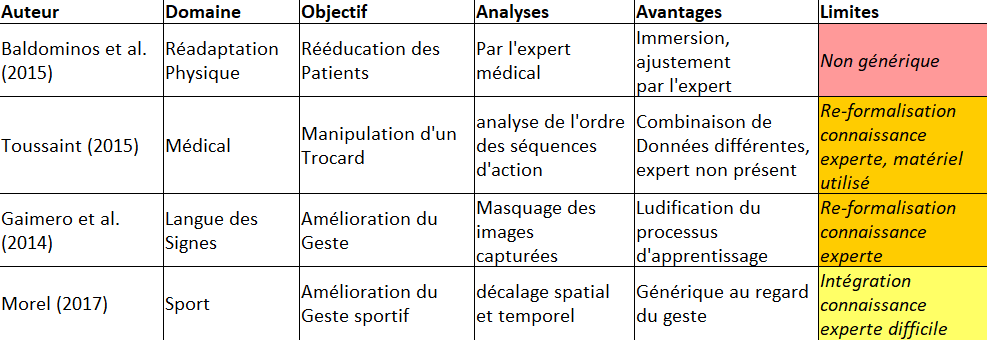 Auteur Domaine Objectif Analyses Avantages Limites
Baldominos et al.
(2015)
Réadaptation
Physique
Rééducation des
Patients
Par l'expert
médical
Immersion,
ajustement
par l'expert
Non générique
Toussaint (2015)
Médical
Manipulation d'un
Trocard
analyse de l'ordre
des séquences
d'action
Combinaison de
Données différentes,
expert non présent
Re-formalisation
connaissance
experte, matériel
utilisé
Gaimero et al.
(2014)
Langue des
Signes
Amélioration du
Geste
Masquage des
images
capturées
Ludification du
processus
d'apprentissage
Re-formalisation
connaissance
experte
Morel (2017)
Sport
Amélioration du
Geste sportif
décalage spatial
et temporel
Générique au regard
du geste
Intégration
connaissance
experte difficile